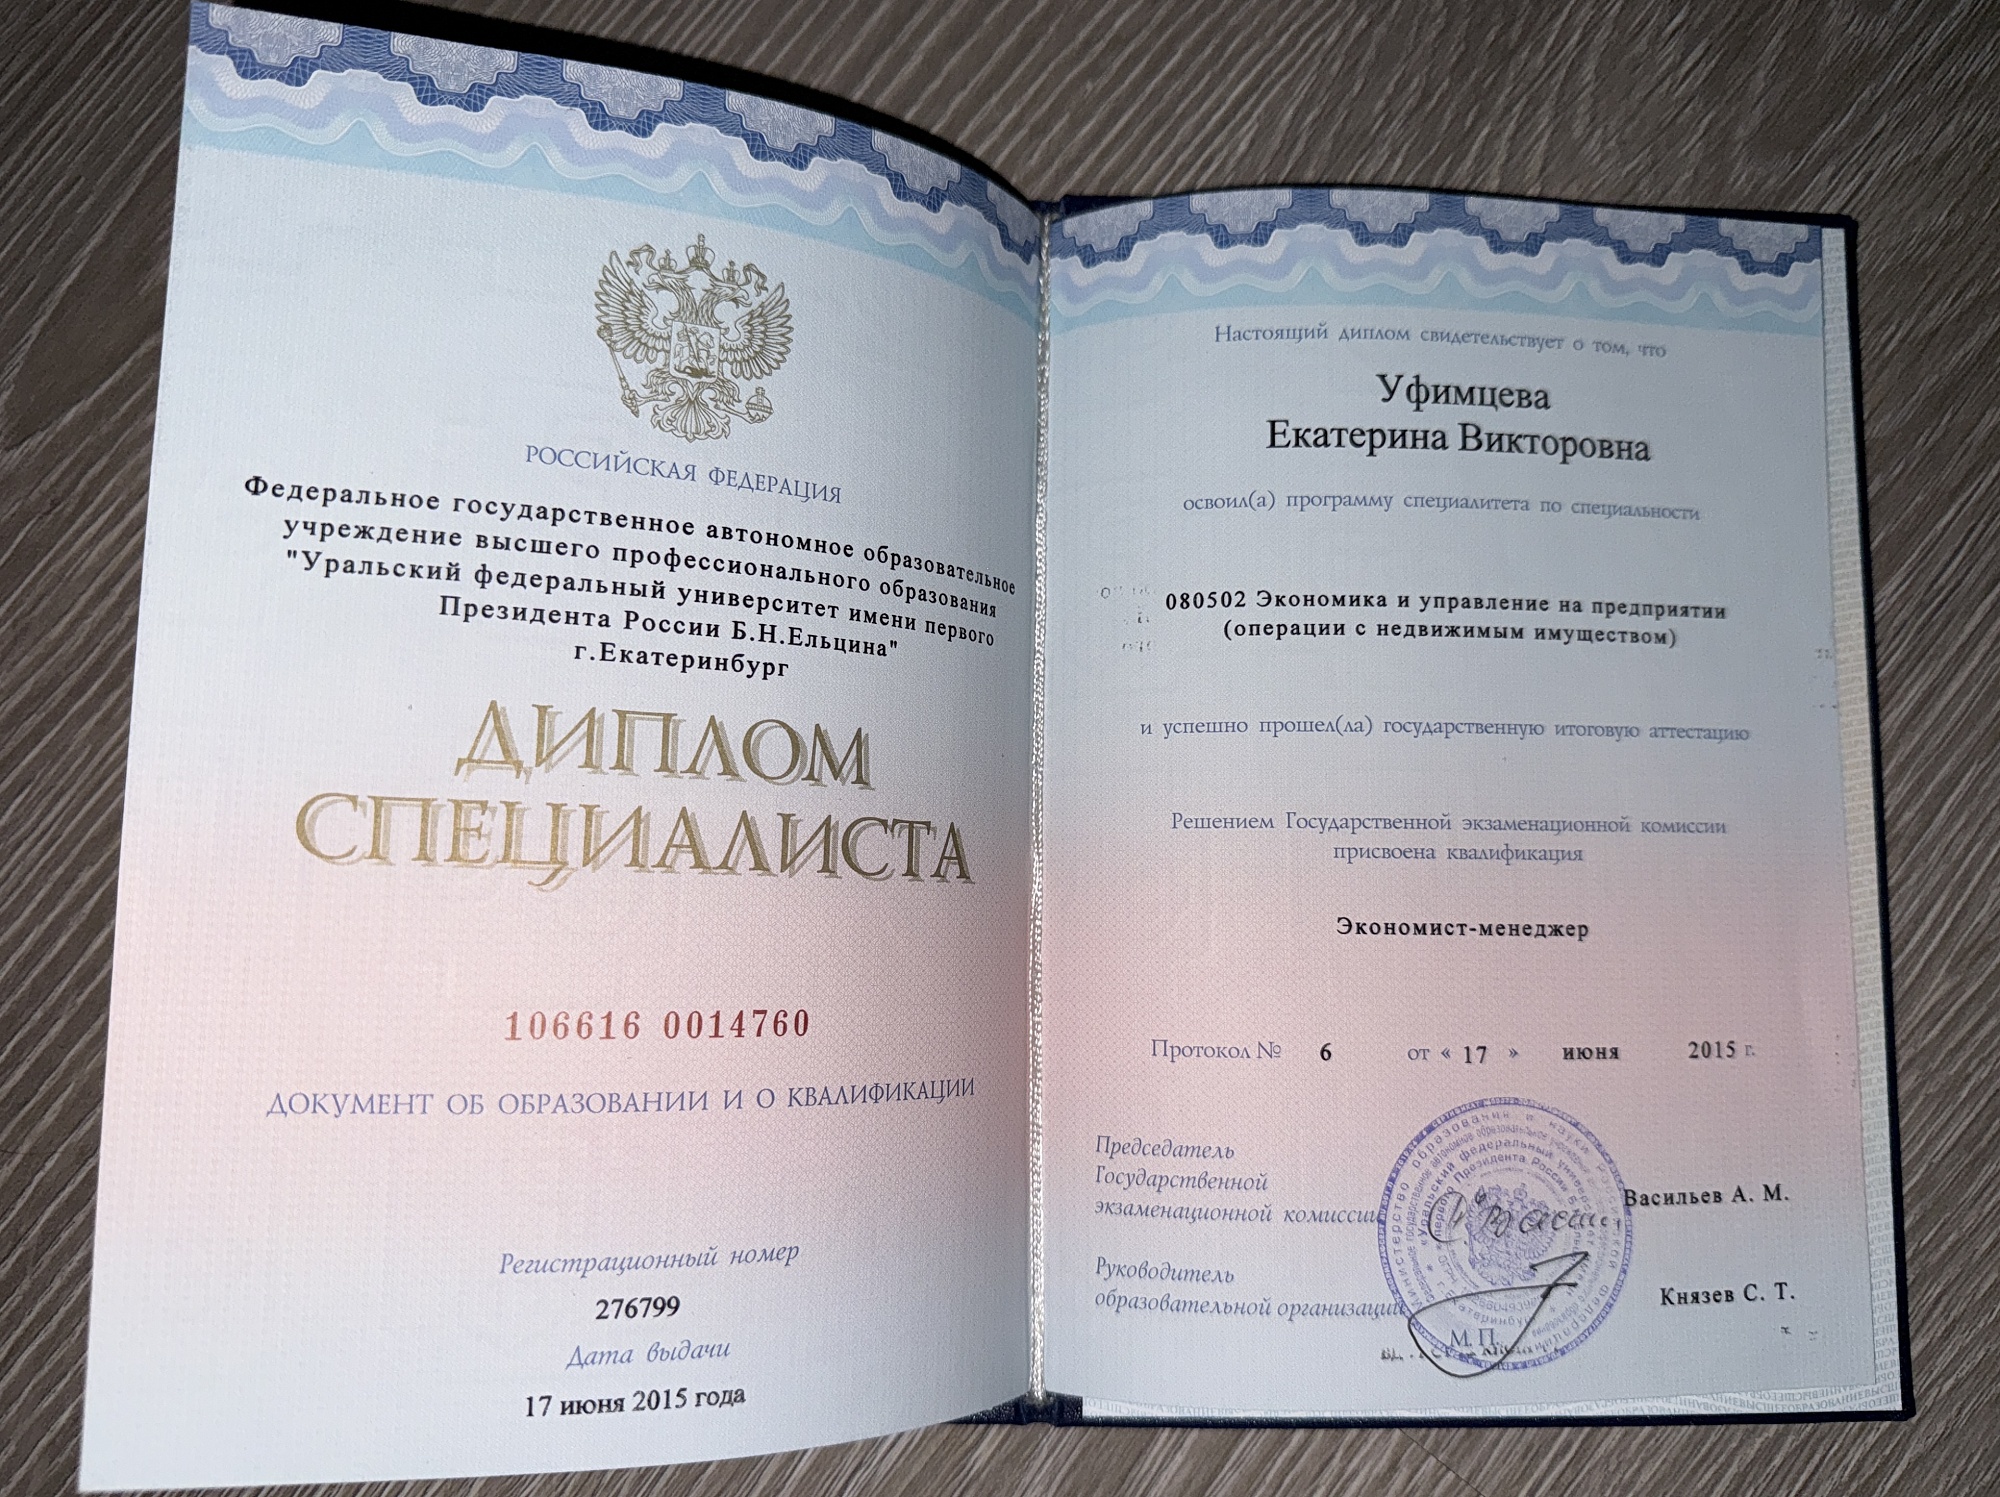 РОССИЙСКАЯ ФЕДЕРАЦИЯ
Федеральное государственное автономное образовательное
учреждение высшего профессионального образования
"Уральский федеральный университет имени первого
Президента России Б.Н.Ельцина"
г.Екатеринбург
ДИПЛОМ
СПЕЦИАЛИСТА
106616 0014760
ДОКУМЕНТ ОБ ОБРАЗОВАНИИ И О КВАЛИФИКАЦИИ
Регистрационный номер
276799
Дата выдачи
17 июня 2015 года
Настоящий диплом свидетельствует о том, что
Уфимцева
Екатерина Викторовна
освоил(а) программу специалитета по специальности
080502 Экономика и управление на предприятии
(операции с недвижимым имуществом)
и успешно прошел(ла) государственную итоговую аттестацию
Решением Государственной экзаменационной комиссии
присвоена квалификация
Экономист-менеджер
Протокол № 6 от « 17 » июня 2015 г.
Председатель
Государственной
экзаменационной комиссии
Васильев А. М.
Руководитель
образовательной организации
Князев С. Т.
М.П.